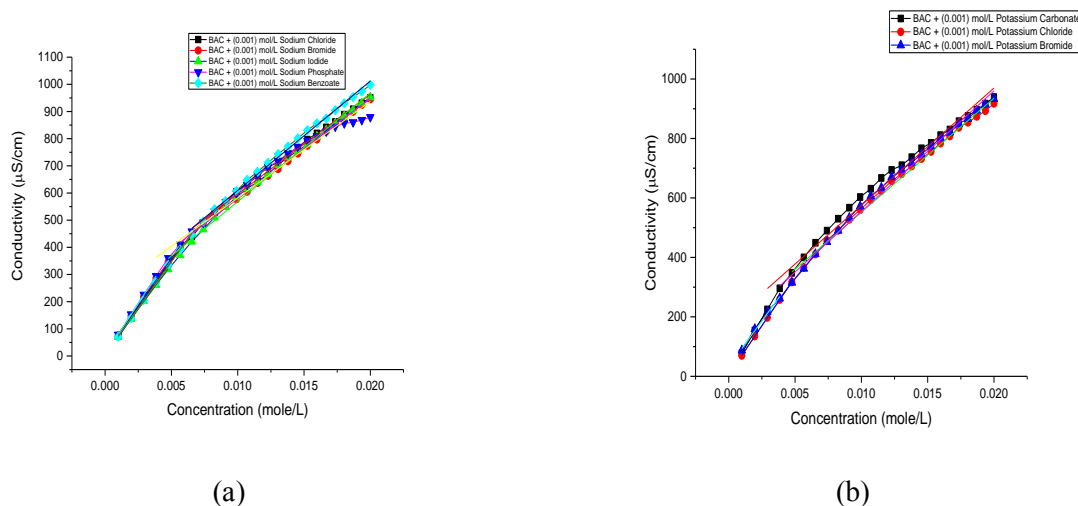 BAC + (0.001) mol/L Sodium Chloride
BAC + (0.001) mol/L Sodium Bromide
BAC + (0.001) mol/L Sodium Iodide
BAC + (0.001) mol/L Sodium Phosphate
BAC + (0.001) mol/L Sodium Benzoate
1100
1000
900
800
700
600
500
400
300
200
100
0
Conductivity (µS/cm)
0.000 0.005 0.010 0.015 0.020
Concentration (mole/L)
(a)
BAC + (0.001) mol/L Potassium Carbonate
BAC + (0.001) mol/L Potassium Chloride
BAC + (0.001) mol/L Potassium Bromide
1000
800
600
400
200
0
Conductivity (µS/cm)
0.000 0.005 0.010 0.015 0.020
Concentration (mole/L)
(b)